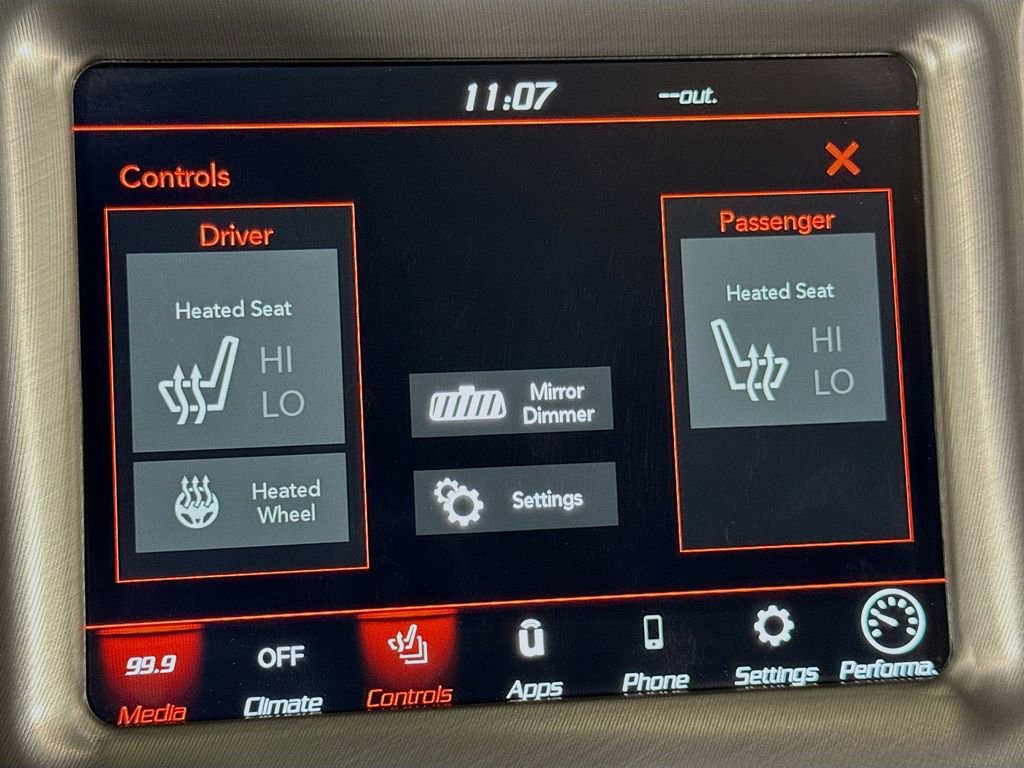 11:07
--out.
Controls
Driver
Passenger
Heated Seat
HI
LO
Heated Seat
HI
LO
Mirror
Dimmer
Heated
Wheel
Settings
99.9
OFF
Media
Climate
Controls
Apps
Phone
Settings
Performa.